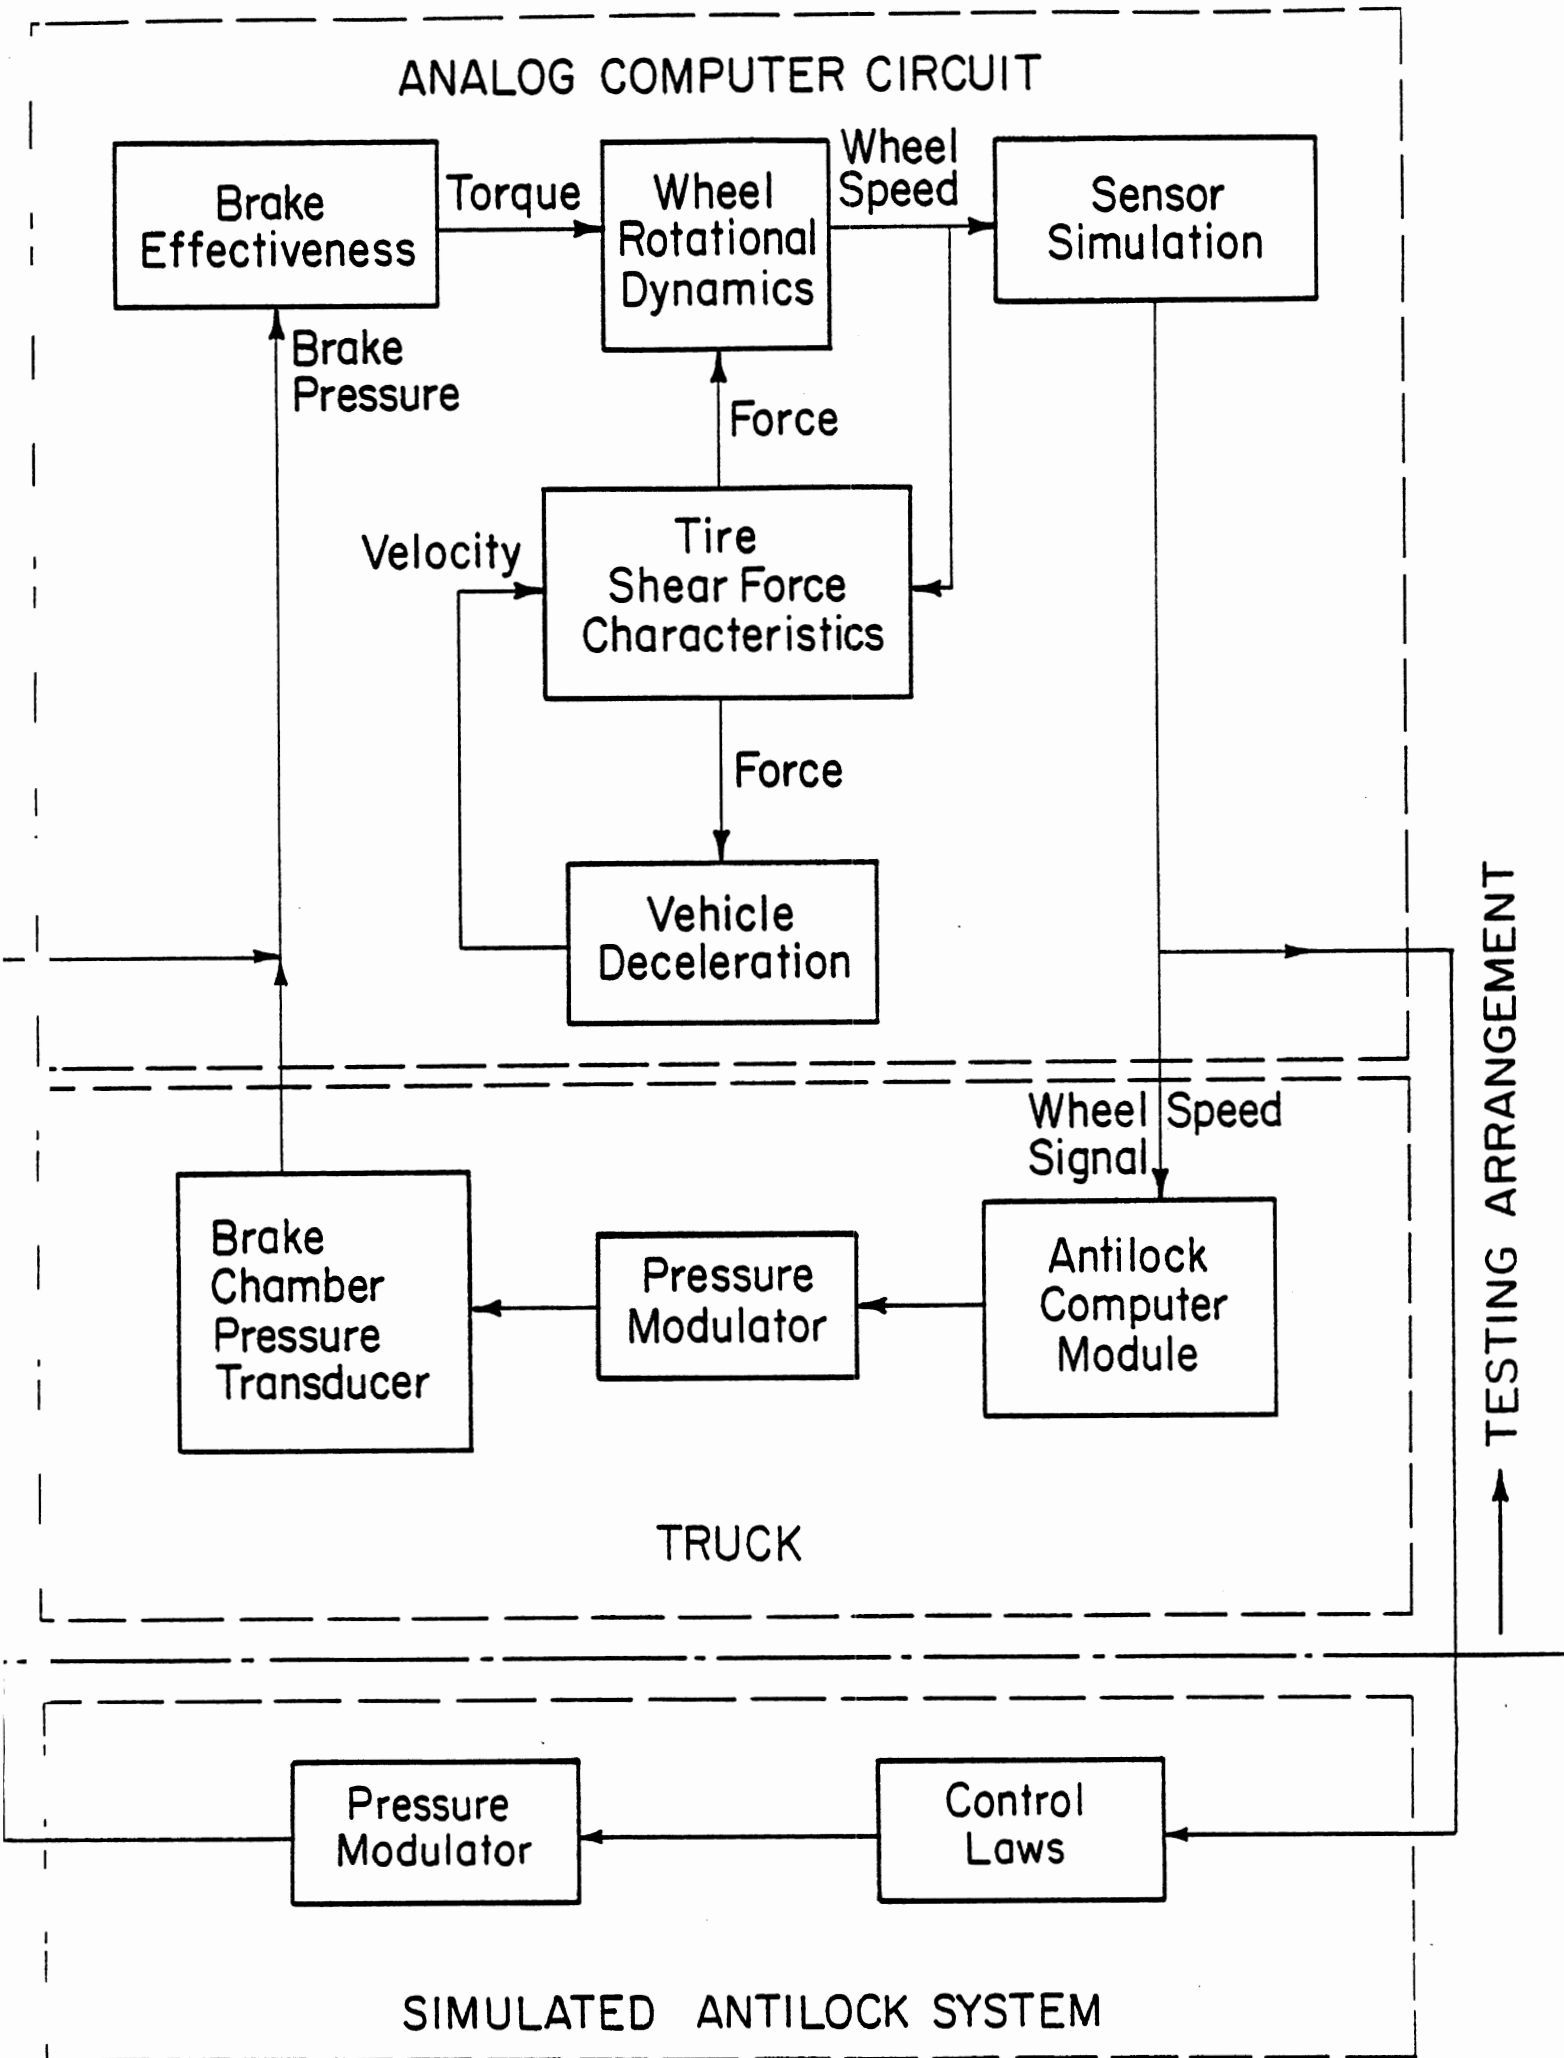 ANALOG COMPUTER CIRCUIT
Brake
Effectiveness
Torque
Wheel
Rotational
Dynamics
Wheel
Speed
Sensor
Simulation
Brake
Pressure
Force
Velocity
Tire
Shear Force
Characteristics
Force
Vehicle
Deceleration
TESTING ARRANGEMENT
Wheel Speed
Signal
Brake
Chamber
Pressure
Transducer
Pressure
Modulator
Antilock
Computer
Module
TRUCK
Pressure
Modulator
Control
Laws
SIMULATED ANTILOCK SYSTEM